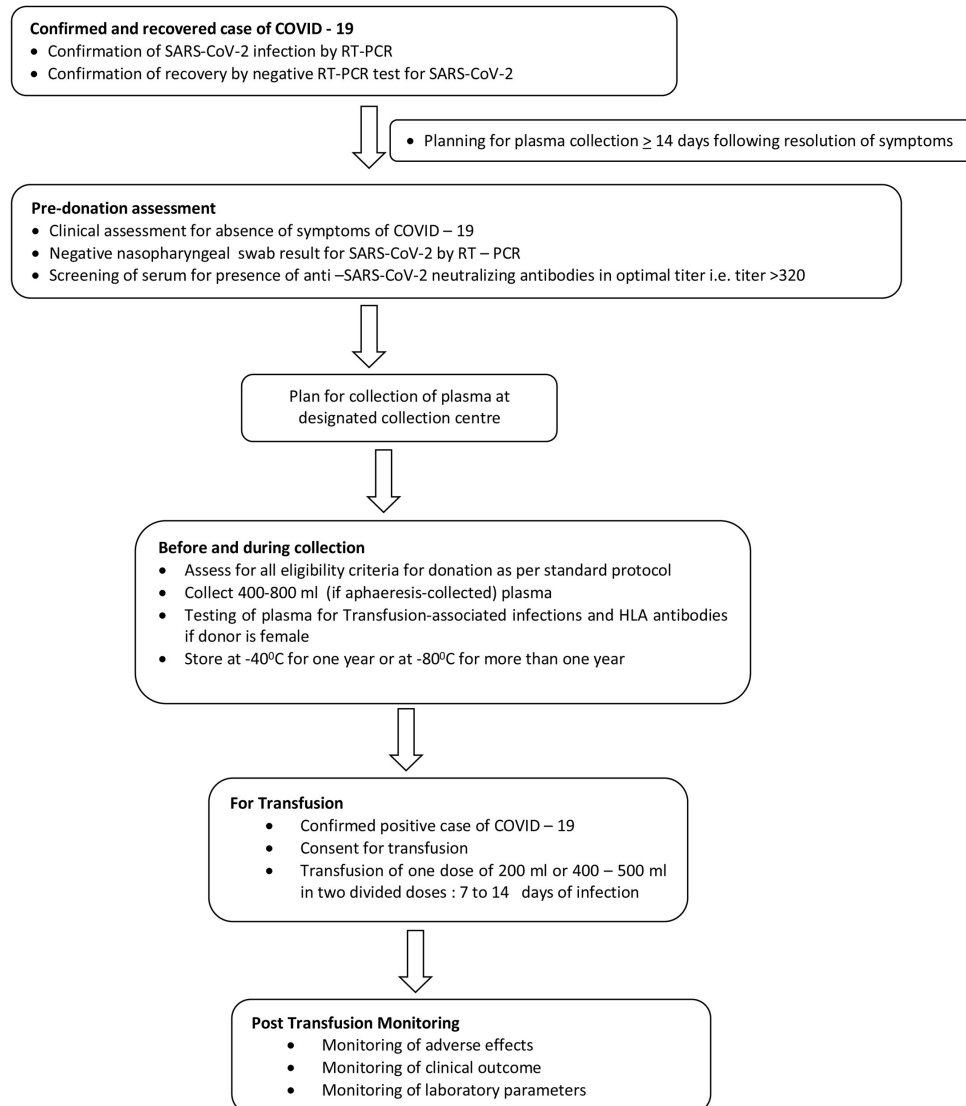 Confirmed and recovered case of COVID - 19
• Confirmation of SARS-CoV-2 infection by RT-PCR
• Confirmation of recovery by negative RT-PCR test for SARS-CoV-2
• Planning for plasma collection ≥ 14 days following resolution of symptoms
Pre-donation assessment
• Clinical assessment for absence of symptoms of COVID – 19
• Negative nasopharyngeal swab result for SARS-CoV-2 by RT – PCR
• Screening of serum for presence of anti –SARS-CoV-2 neutralizing antibodies in optimal titer i.e. titer >320
Plan for collection of plasma at
designated collection centre
Before and during collection
• Assess for all eligibility criteria for donation as per standard protocol
• Collect 400-800 ml (if aphaeresis-collected) plasma
• Testing of plasma for Transfusion-associated infections and HLA antibodies
if donor is female
• Store at -40⁰C for one year or at -80⁰C for more than one year
For Transfusion
• Confirmed positive case of COVID – 19
• Consent for transfusion
• Transfusion of one dose of 200 ml or 400 – 500 ml
in two divided doses : 7 to 14 days of infection
Post Transfusion Monitoring
• Monitoring of adverse effects
• Monitoring of clinical outcome
• Monitoring of laboratory parameters